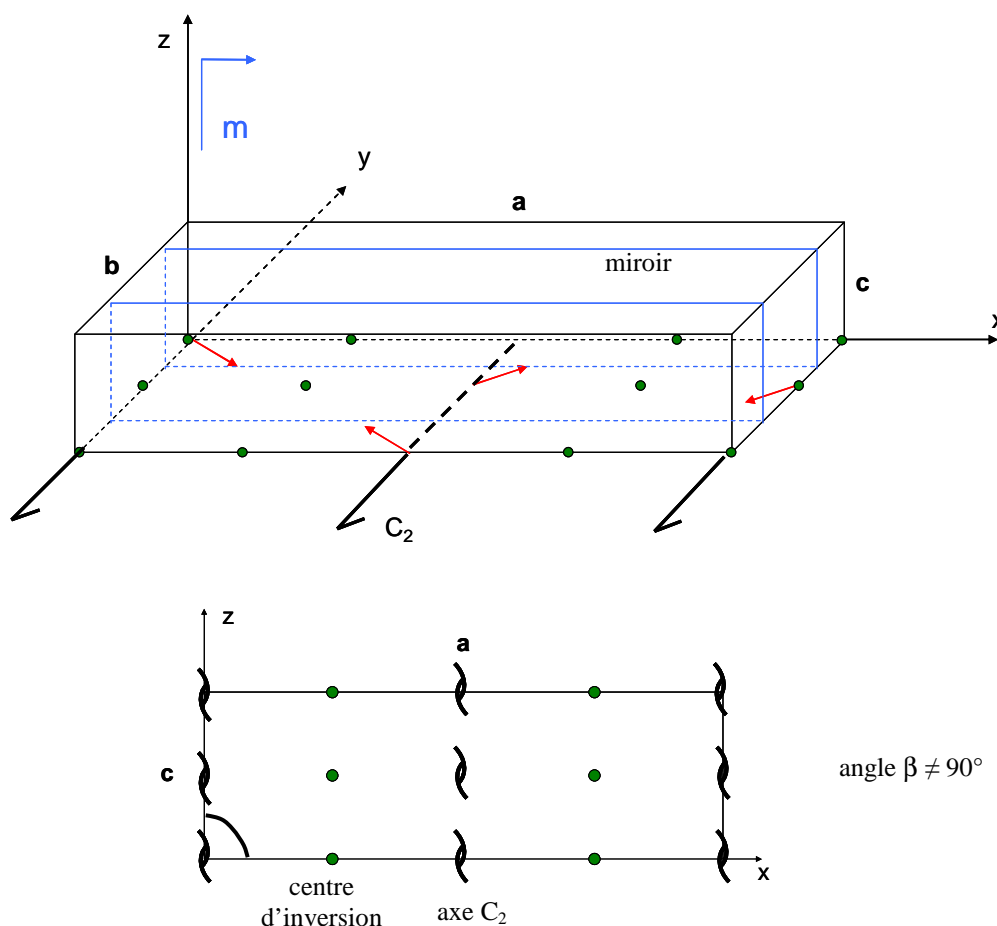 z
m
y
a
b
miroir
c
x
C₂
z
a
c
angle β ≠ 90°
x
centre
d'inversion
axe C₂